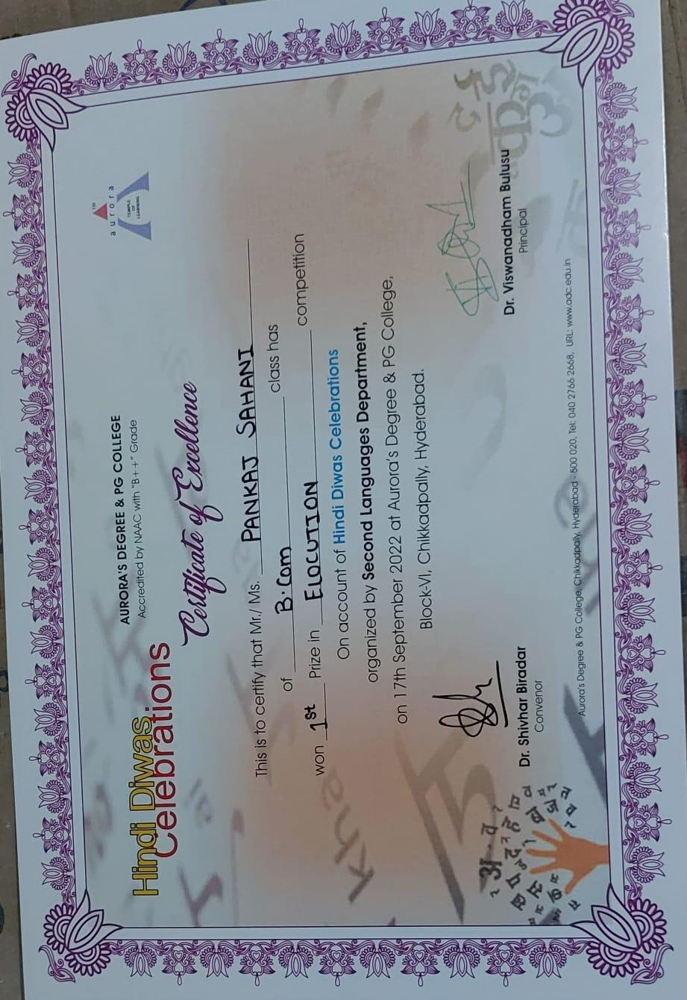 Hindi Diwas
Celebrations
AURORA'S DEGREE & PG COLLEGE
Accredited by NAAC with "B++" Grade
aurora
TM
TEMPLE
OF
LEARNING
Certificate of Excellence
This is to certify that Mr./ Ms. PANKAJ SAHANI
of B.Com class has
won 1st Prize in ELOCUTION competition
On account of Hindi Diwas Celebrations
organized by Second Languages Department,
on 17th September 2022 at Aurora's Degree & PG College,
Block-VI, Chikkadpally, Hyderabad.
Dr. Shivhar Biradar
Convenor
Dr. Viswanadham Bulusu
Principal
Aurora's Degree & PG College, Chikkadpally, Hyderabad - 500 020, Tel: 040 2766 2668, URL: www.adc.edu.in